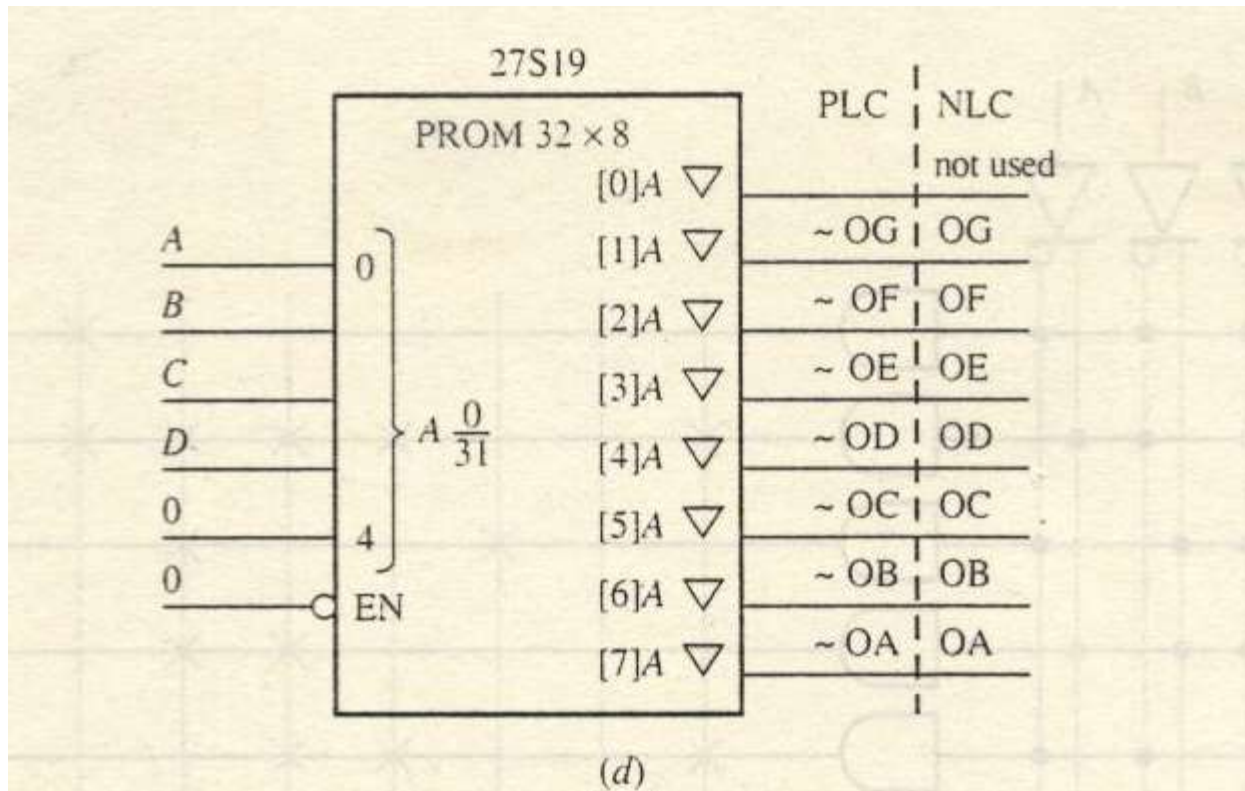 27S19
PROM 32 × 8
PLC NLC
not used
[0]A
A
0
[1]A
~ OG OG
B
[2]A
~ OF OF
C
[3]A
~ OE OE
D
A 0/31
[4]A
~ OD OD
0
4
[5]A
~ OC OC
0
EN
[6]A
~ OB OB
[7]A
~ OA OA
(d)